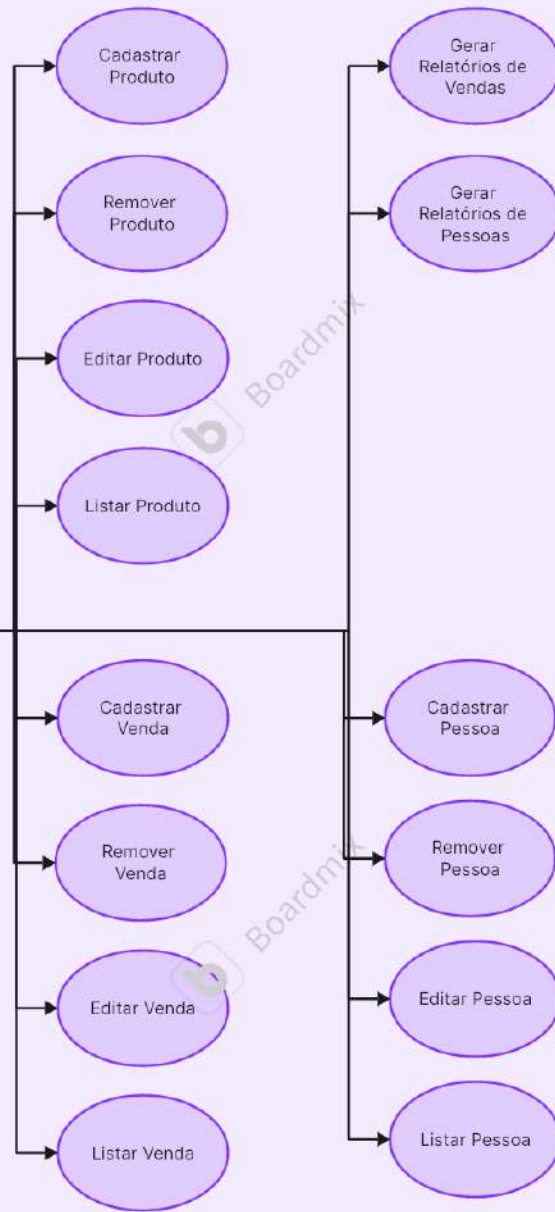 Cadastrar
Produto
Remover
Produto
Editar Produto
Listar Produto
Cadastrar
Venda
Remover
Venda
Editar Venda
Listar Venda
Gerar
Relatórios de
Vendas
Gerar
Relatórios de
Pessoas
Cadastrar
Pessoa
Remover
Pessoa
Editar Pessoa
Listar Pessoa
Boardmix
Boardmix